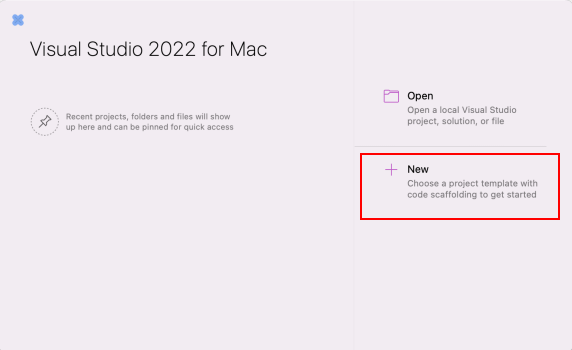 Visual Studio 2022 for Mac
Recent projects, folders and files will show
up here and can be pinned for quick access
Open
Open a local Visual Studio
project, solution, or file
New
Choose a project template with
code scaffolding to get started